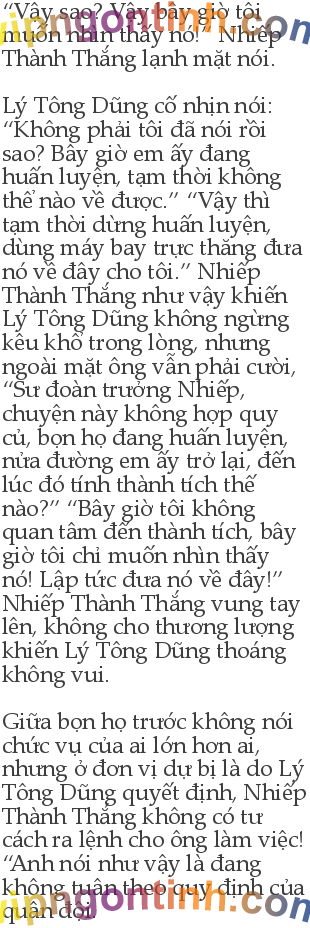 “Vậy sao? Vậy bây giờ tôi
muốn nhìn thấy nó!” Nhiếp
Thành Thắng lạnh mặt nói.
Lý Tông Dũng cố nhịn nói:
“Không phải tôi đã nói rồi
sao? Bây giờ em ấy đang
huấn luyện, tạm thời không
thể nào về được.” “Vậy thì
tạm thời dừng huấn luyện,
dùng máy bay trực thăng đưa
nó về đây cho tôi.” Nhiếp
Thành Thắng như vậy khiến
Lý Tông Dũng không ngừng
kêu khổ trong lòng, nhưng
ngoài mặt ông vẫn phải cười,
“Sư đoàn trưởng Nhiếp,
chuyện này không hợp quy
củ, bọn họ đang huấn luyện,
nửa đường em ấy trở lại, đến
lúc đó tính thành tích thế
nào?” “Bây giờ tôi không
quan tâm đến thành tích, bây
giờ tôi chỉ muốn nhìn thấy
nó! Lập tức đưa nó về đây!”
Nhiếp Thành Thắng vung tay
lên, không cho thương lượng
khiến Lý Tông Dũng thoáng
không vui.
Giữa bọn họ trước không nói
chức vụ của ai lớn hơn ai,
nhưng ở đơn vị dự bị là do Lý
Tông Dũng quyết định, Nhiếp
Thành Thắng không có tư
cách ra lệnh cho ông làm việc!
“Anh nói như vậy là đang
không tuân theo quy định của
quân đội.
vipngontinh.com
vipngontinh.com